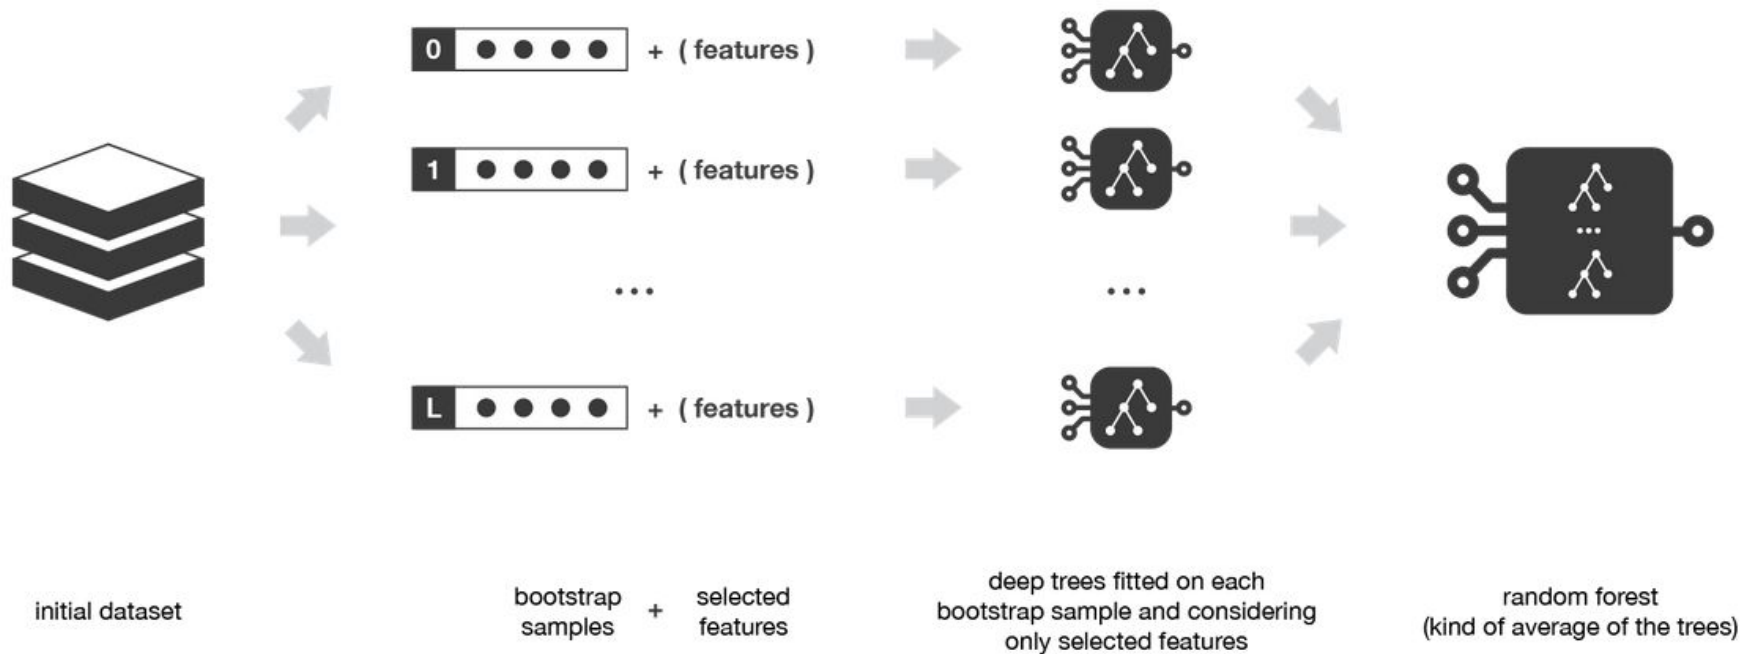 0 + ( features )
1 + ( features )
...
...
L + ( features )
...
initial dataset
bootstrap samples
+
selected features
deep trees fitted on each
bootstrap sample and considering
only selected features
random forest
(kind of average of the trees)